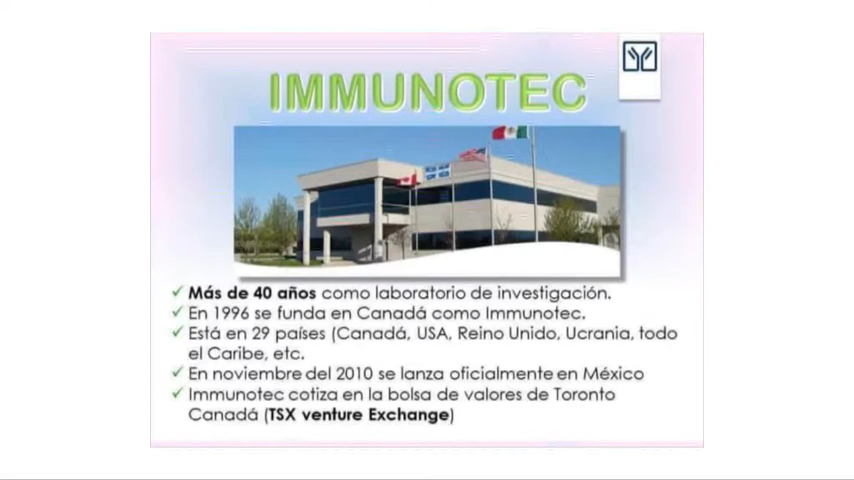 IMMUNOTEC
Más de 40 años como laboratorio de investigación.
En 1996 se funda en Canadá como Immunotec.
Está en 29 países (Canadá, USA, Reino Unido, Ucrania, todo
el Caribe, etc.
En noviembre del 2010 se lanza oficialmente en México
Immunotec cotiza en la bolsa de valores de Toronto
Canadá (TSX venture Exchange)